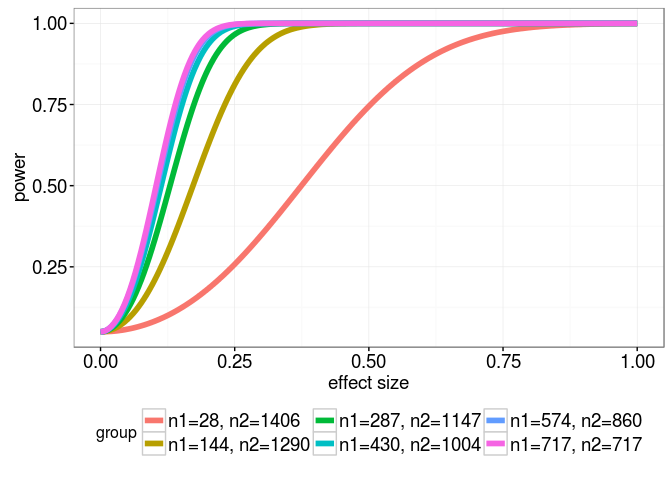 1.00
0.75
0.50
0.25
power
0.00 0.25 0.50 0.75 1.00
effect size
group
n1=28, n2=1406 n1=287, n2=1147 n1=574, n2=860
n1=144, n2=1290 n1=430, n2=1004 n1=717, n2=717